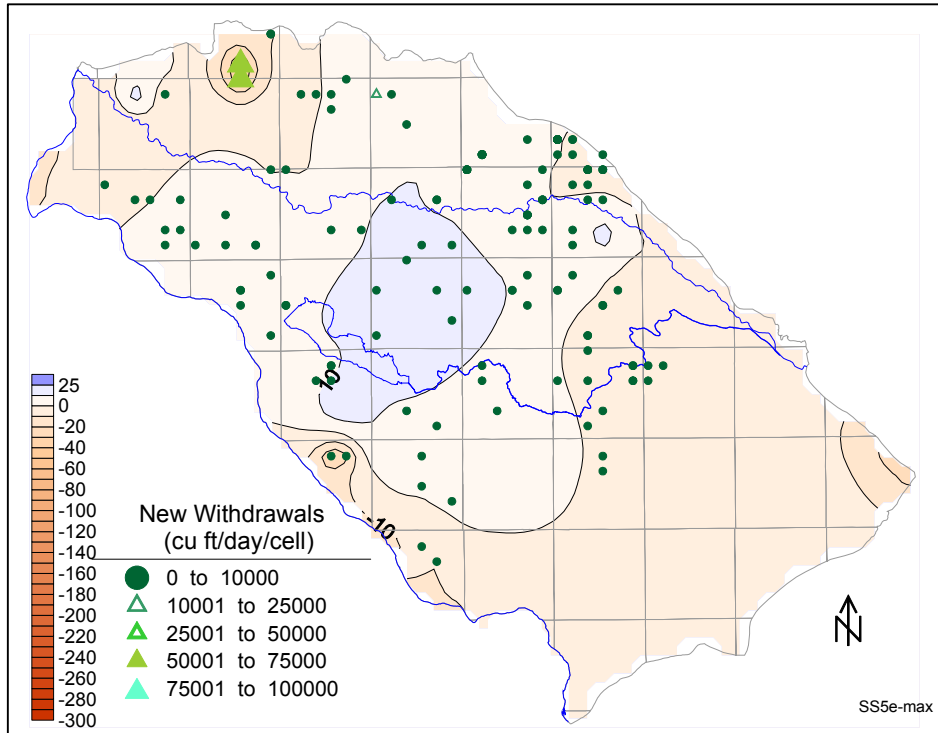 10
-10
25
0
-20
-40
-60
-80
-100
-120
-140
-160
-180
-200
-220
-240
-260
-280
-300
New Withdrawals
(cu ft/day/cell)
0 to 10000
10001 to 25000
25001 to 50000
50001 to 75000
75001 to 100000
N
SS5e-max